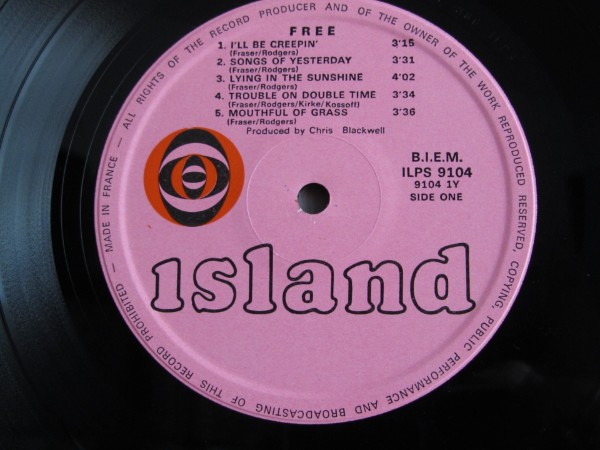 FREE
1. I'LL BE CREEPIN' 3'15
(Fraser/Rodgers)
2. SONGS OF YESTERDAY 3'31
(Fraser/Rodgers)
3. LYING IN THE SUNSHINE 4'02
(Fraser/Rodgers)
4. TROUBLE ON DOUBLE TIME 3'34
(Fraser/Rodgers/Kirke/Kossoff)
5. MOUTHFUL OF GRASS 3'36
(Fraser/Rodgers)
Produced by Chris Blackwell
B.I.E.M.
ILPS 9104
9104 1Y
SIDE ONE
island
MADE IN FRANCE — ALL RIGHTS OF THE RECORD PRODUCER AND OF THE OWNER OF THE WORK REPRODUCED RESERVED, COPYING, PUBLIC PERFORMANCE AND BROADCASTING OF THIS RECORD PROHIBITED —